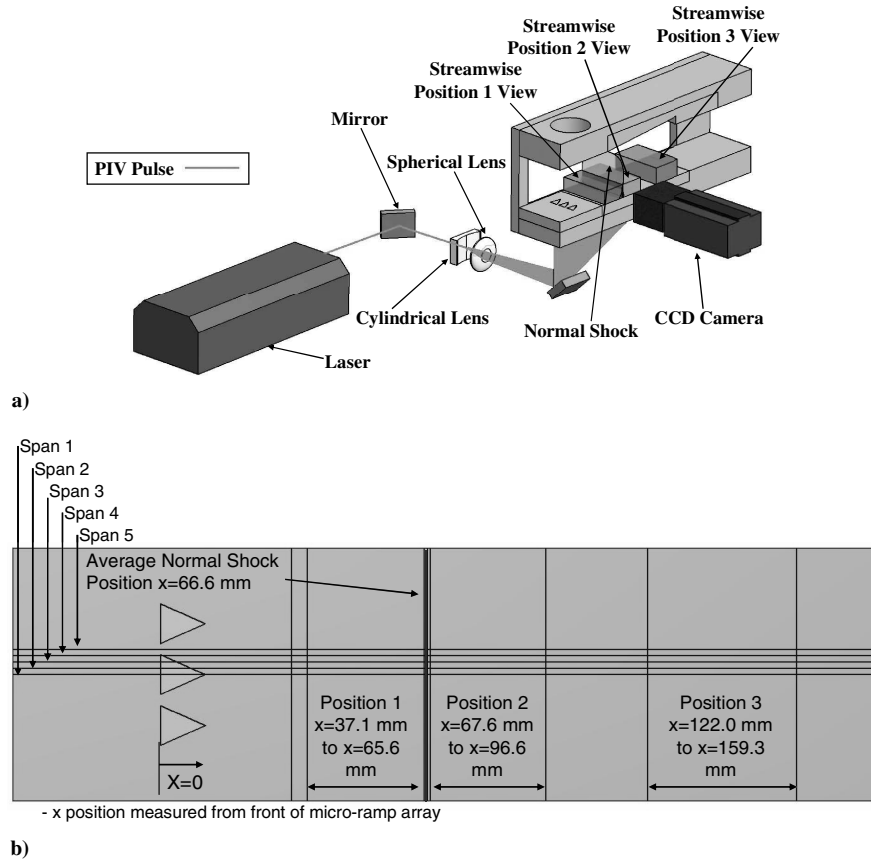 Streamwise
Position 3 View
Streamwise
Position 2 View
Streamwise
Position 1 View
Mirror
Spherical Lens
PIV Pulse
Cylindrical Lens
Normal Shock
CCD Camera
Laser
a)
Span 1
Span 2
Span 3
Span 4
Span 5
Average Normal Shock
Position x=66.6 mm
Position 1
x=37.1 mm
to x=65.6
mm
Position 2
x=67.6 mm
to x=96.6
mm
Position 3
x=122.0 mm
to x=159.3
mm
X=0
- x position measured from front of micro-ramp array
b)